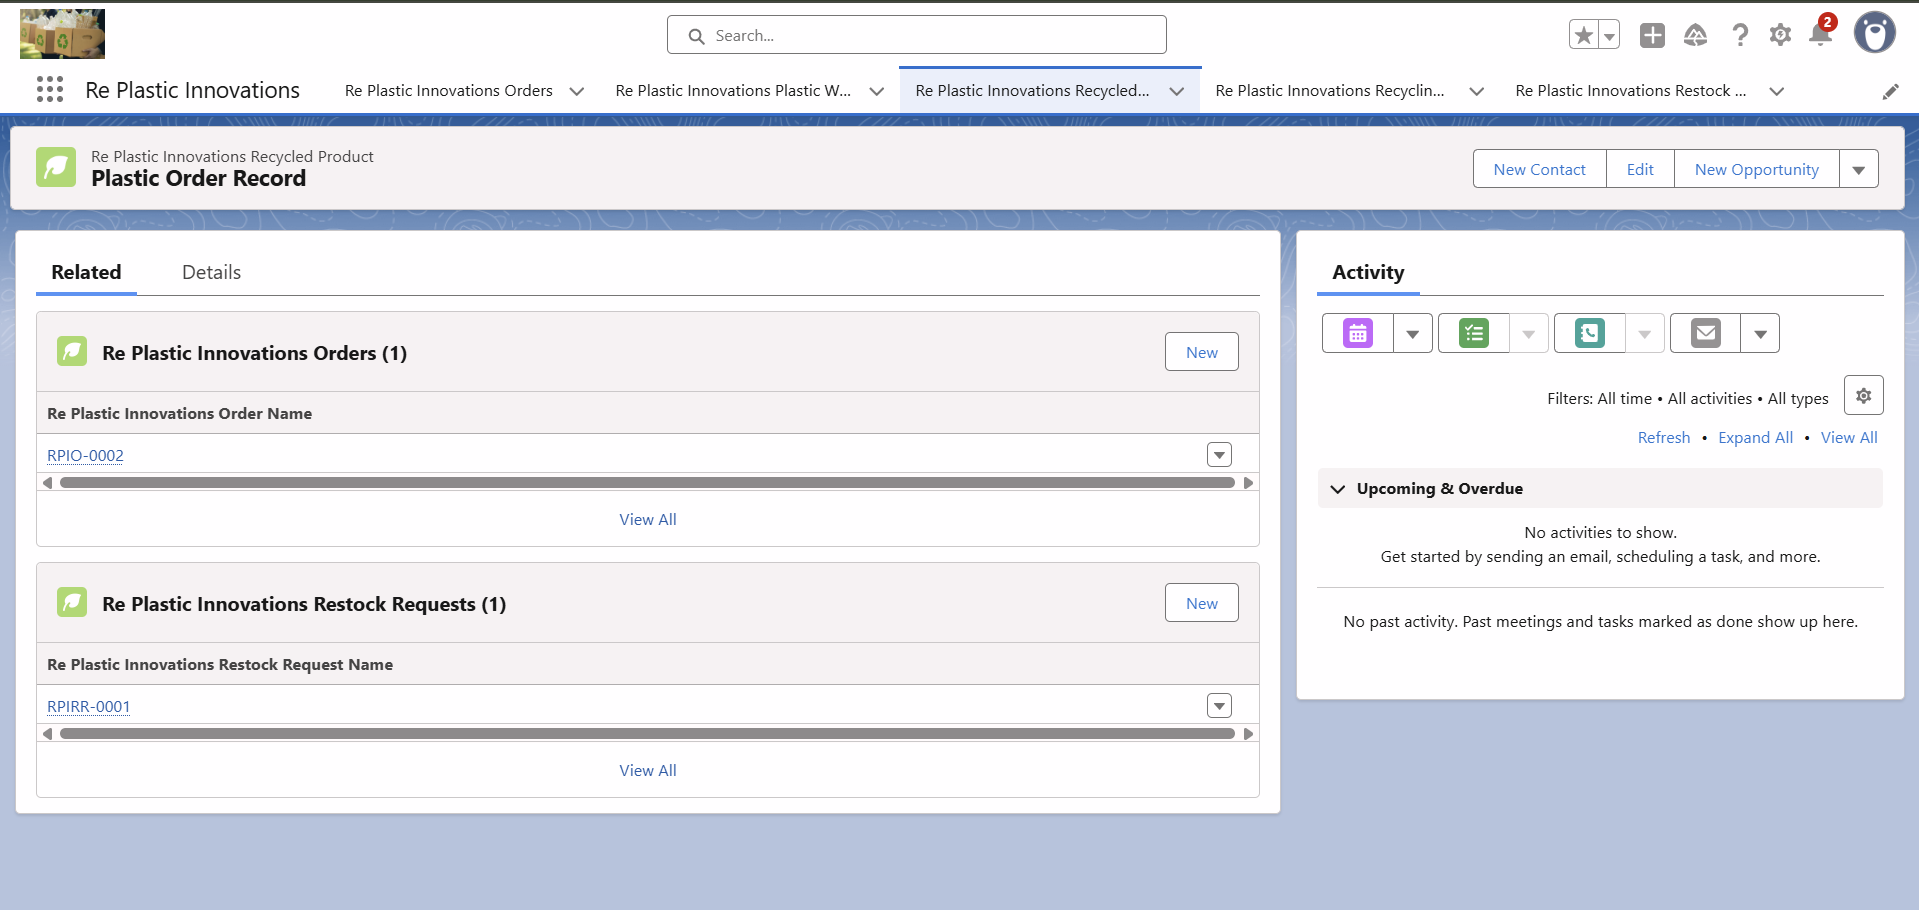 Search...
2
Re Plastic Innovations
Re Plastic Innovations Orders
Re Plastic Innovations Plastic W...
Re Plastic Innovations Recycled...
Re Plastic Innovations Recyclin...
Re Plastic Innovations Restock ...
Re Plastic Innovations Recycled Product
Plastic Order Record
New Contact
Edit
New Opportunity
Related
Details
Re Plastic Innovations Orders (1)
New
Re Plastic Innovations Order Name
RPIO-0002
View All
Re Plastic Innovations Restock Requests (1)
New
Re Plastic Innovations Restock Request Name
RPIRR-0001
View All
Activity
Filters: All time • All activities • All types
Refresh • Expand All • View All
Upcoming & Overdue
No activities to show.
Get started by sending an email, scheduling a task, and more.
No past activity. Past meetings and tasks marked as done show up here.